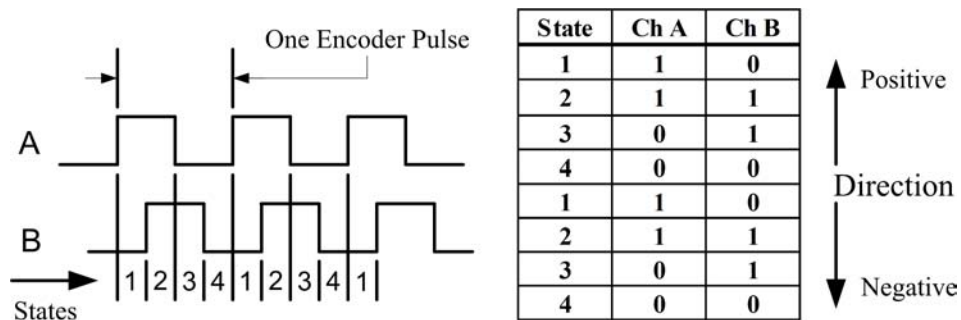 One Encoder Pulse
A
B
1 2 3 4 1 2 3 4 1
States
State Ch A Ch B
1 1 0
2 1 1
3 0 1
4 0 0
1 1 0
2 1 1
3 0 1
4 0 0
Positive
Direction
Negative